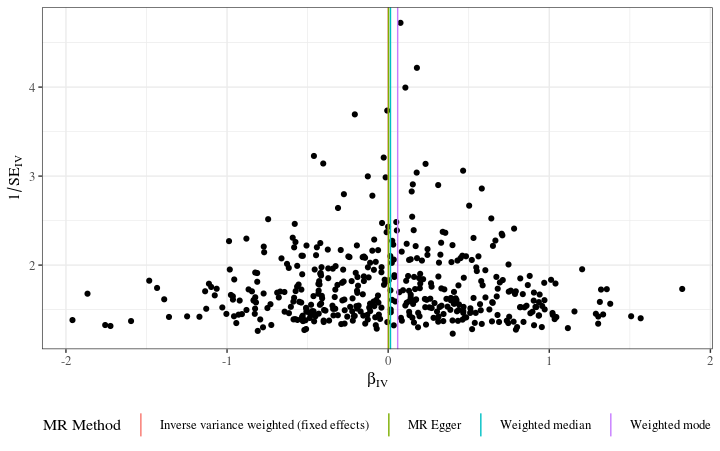 4
3
2
1/SE_IV
-2
-1
0
1
2
β_IV
MR Method
Inverse variance weighted (fixed effects)
MR Egger
Weighted median
Weighted mode